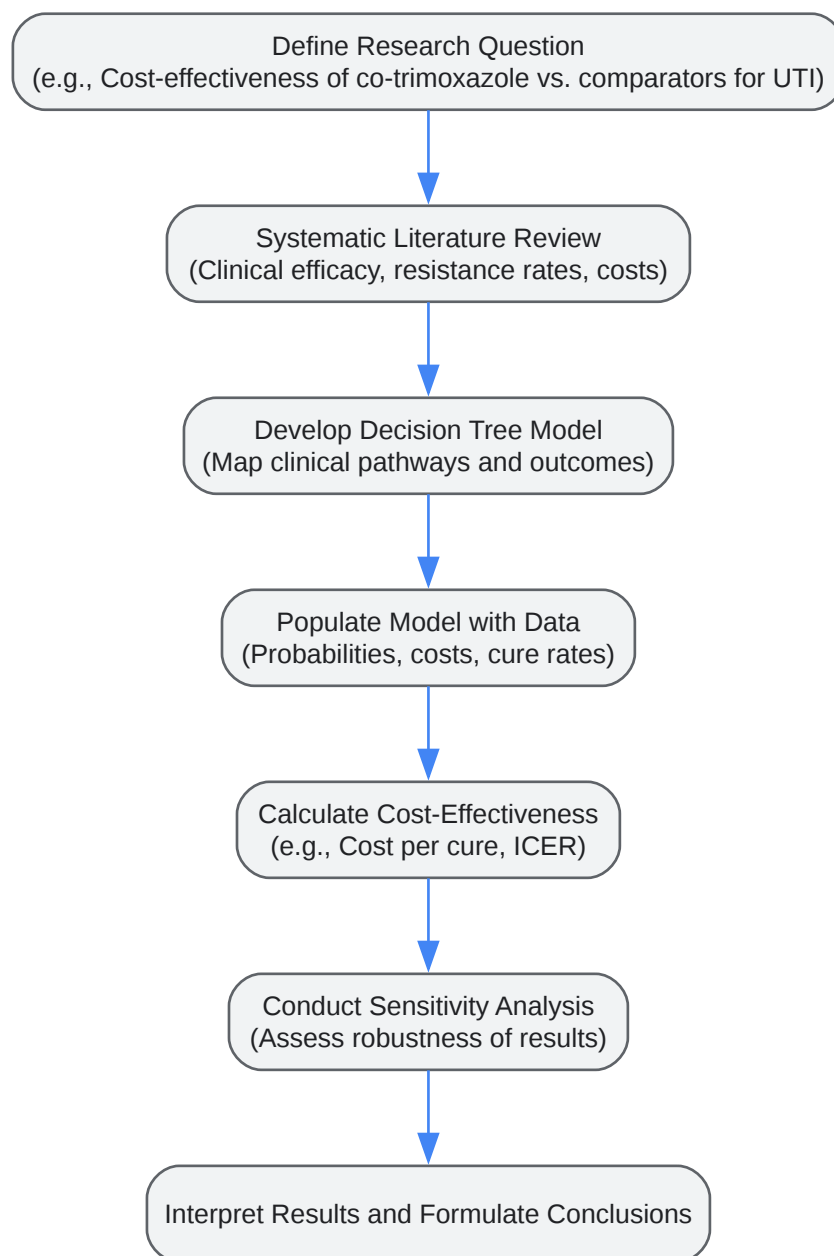 Define Research Question
(e.g., Cost-effectiveness of co-trimoxazole vs. comparators for UTI)
Systematic Literature Review
(Clinical efficacy, resistance rates, costs)
Develop Decision Tree Model
(Map clinical pathways and outcomes)
Populate Model with Data
(Probabilities, costs, cure rates)
Calculate Cost-Effectiveness
(e.g., Cost per cure, ICER)
Conduct Sensitivity Analysis
(Assess robustness of results)
Interpret Results and Formulate Conclusions